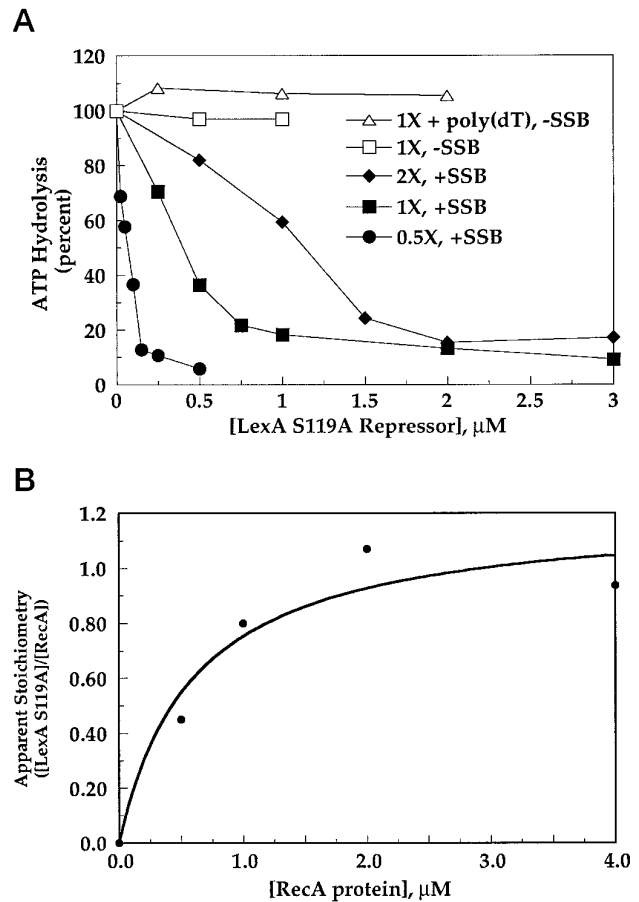 A
120
100
80
60
40
20
0
ATP Hydrolysis
(percent)
1X + poly(dT), -SSB
1X, -SSB
2X, +SSB
1X, +SSB
0.5X, +SSB
0 0.5 1 1.5 2 2.5 3
[LexA S119A Repressor], μM
B
1.2
1.0
0.80
0.60
0.40
0.20
0.0
Apparent Stoichiometry
([LexA S119A]/[RecA])
0.0 1.0 2.0 3.0 4.0
[RecA protein], μM